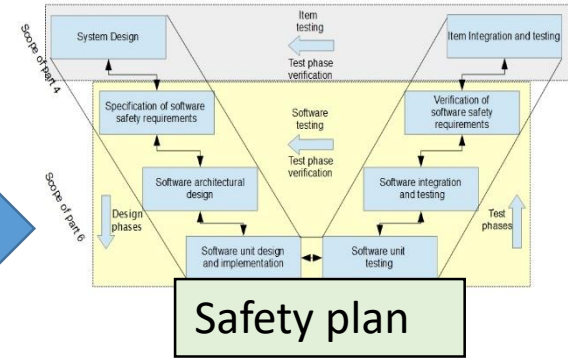 Scope of part 4
System Design
Item
testing
Test phase
verification
Item Integration and testing
Scope of part 6
Specification of software
safety requirements
Software
testing
Test phase
verification
Verification of
software safety
requirements
Software architectural
design
Software integration
and testing
Design
phases
Test
phases
Software unit design
and implementation
Software unit
testing
Safety plan